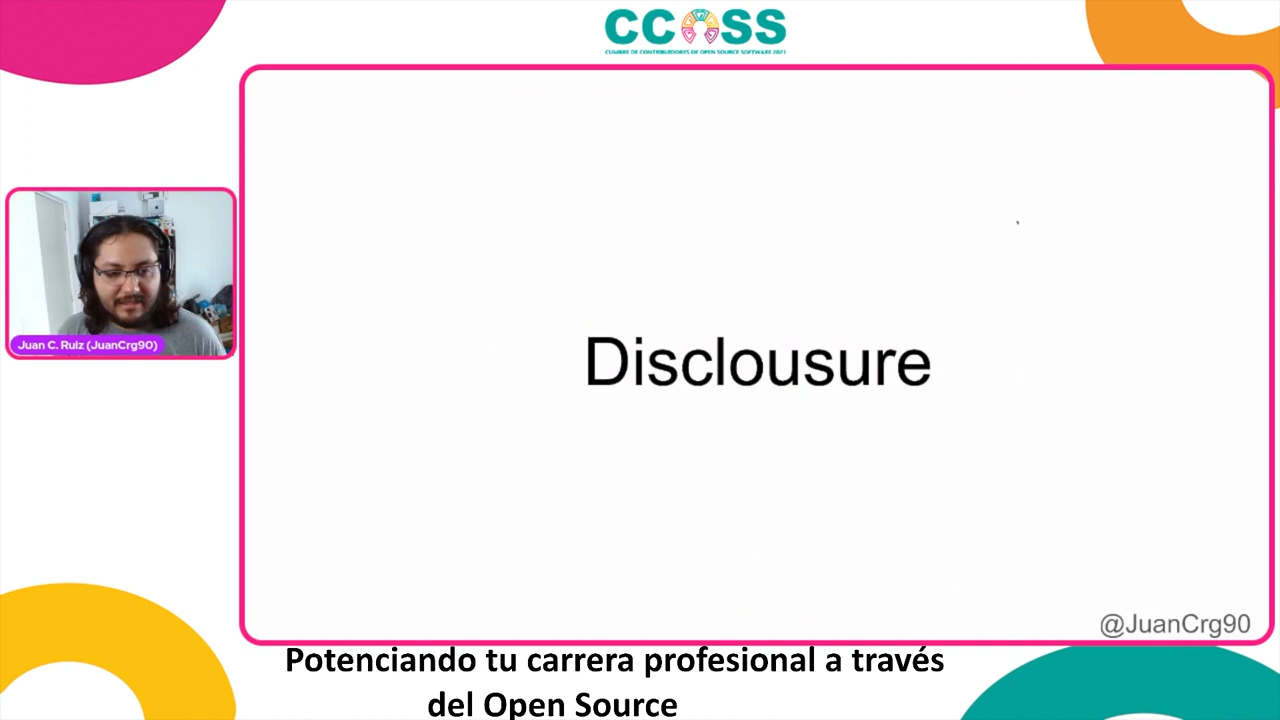 CCOSS
CUMBRE DE CONTRIBUIDORES DE OPEN SOURCE SOFTWARE 2021
Juan C. Ruiz (JuanCrg90)
Disclousure
@JuanCrg90
Potenciando tu carrera profesional a través
del Open Source